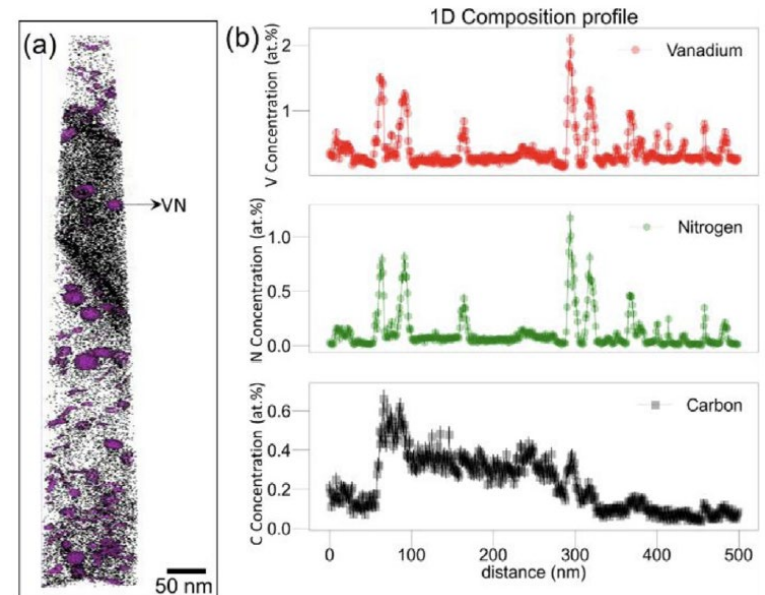 (a)
VN
50 nm
(b)
1D Composition profile
V Concentration (at.%)
2
1
Vanadium
N Concentration (at.%)
1.0
0.5
0.0
Nitrogen
C Concentration (at.%)
0.6
0.4
0.2
0.0
Carbon
0 100 200 300 400 500
distance (nm)